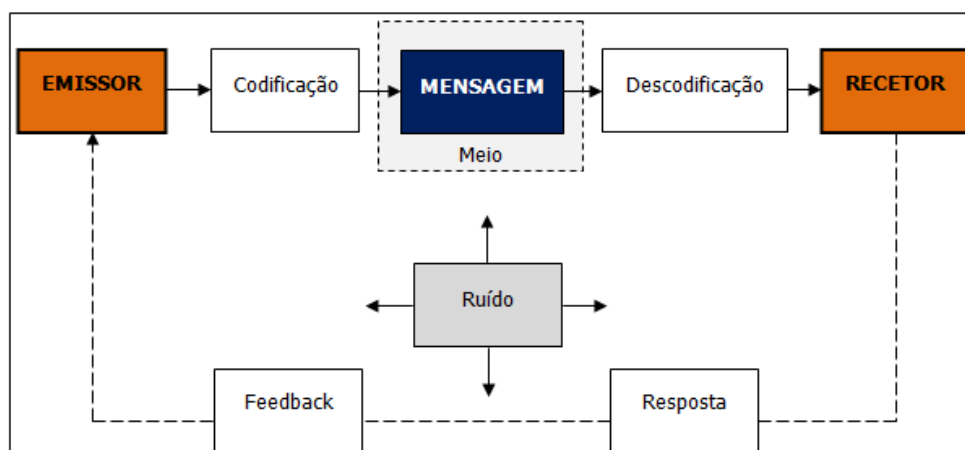 EMISSOR
Codificação
MENSAGEM
Descodificação
RECETOR
Meio
Ruído
Feedback
Resposta